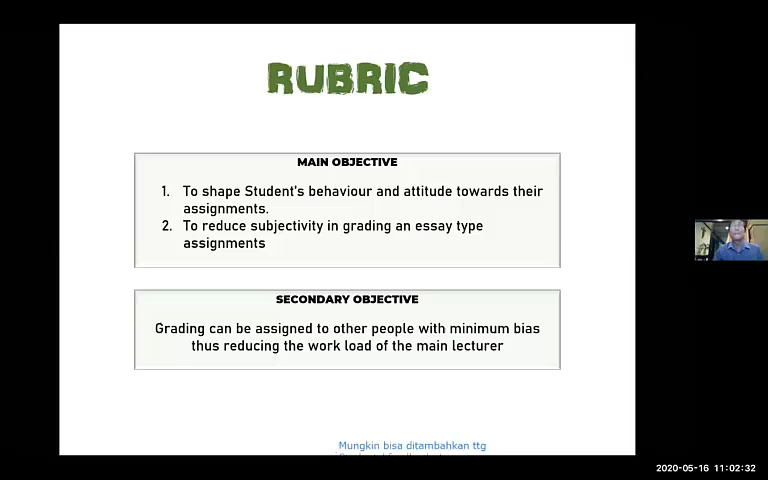 RUBRIC
MAIN OBJECTIVE
1. To shape Student's behaviour and attitude towards their
assignments.
2. To reduce subjectivity in grading an essay type
assignments
SECONDARY OBJECTIVE
Grading can be assigned to other people with minimum bias
thus reducing the work load of the main lecturer
Mungkin bisa ditambahkan ttg
2020-05-16 11:02:32